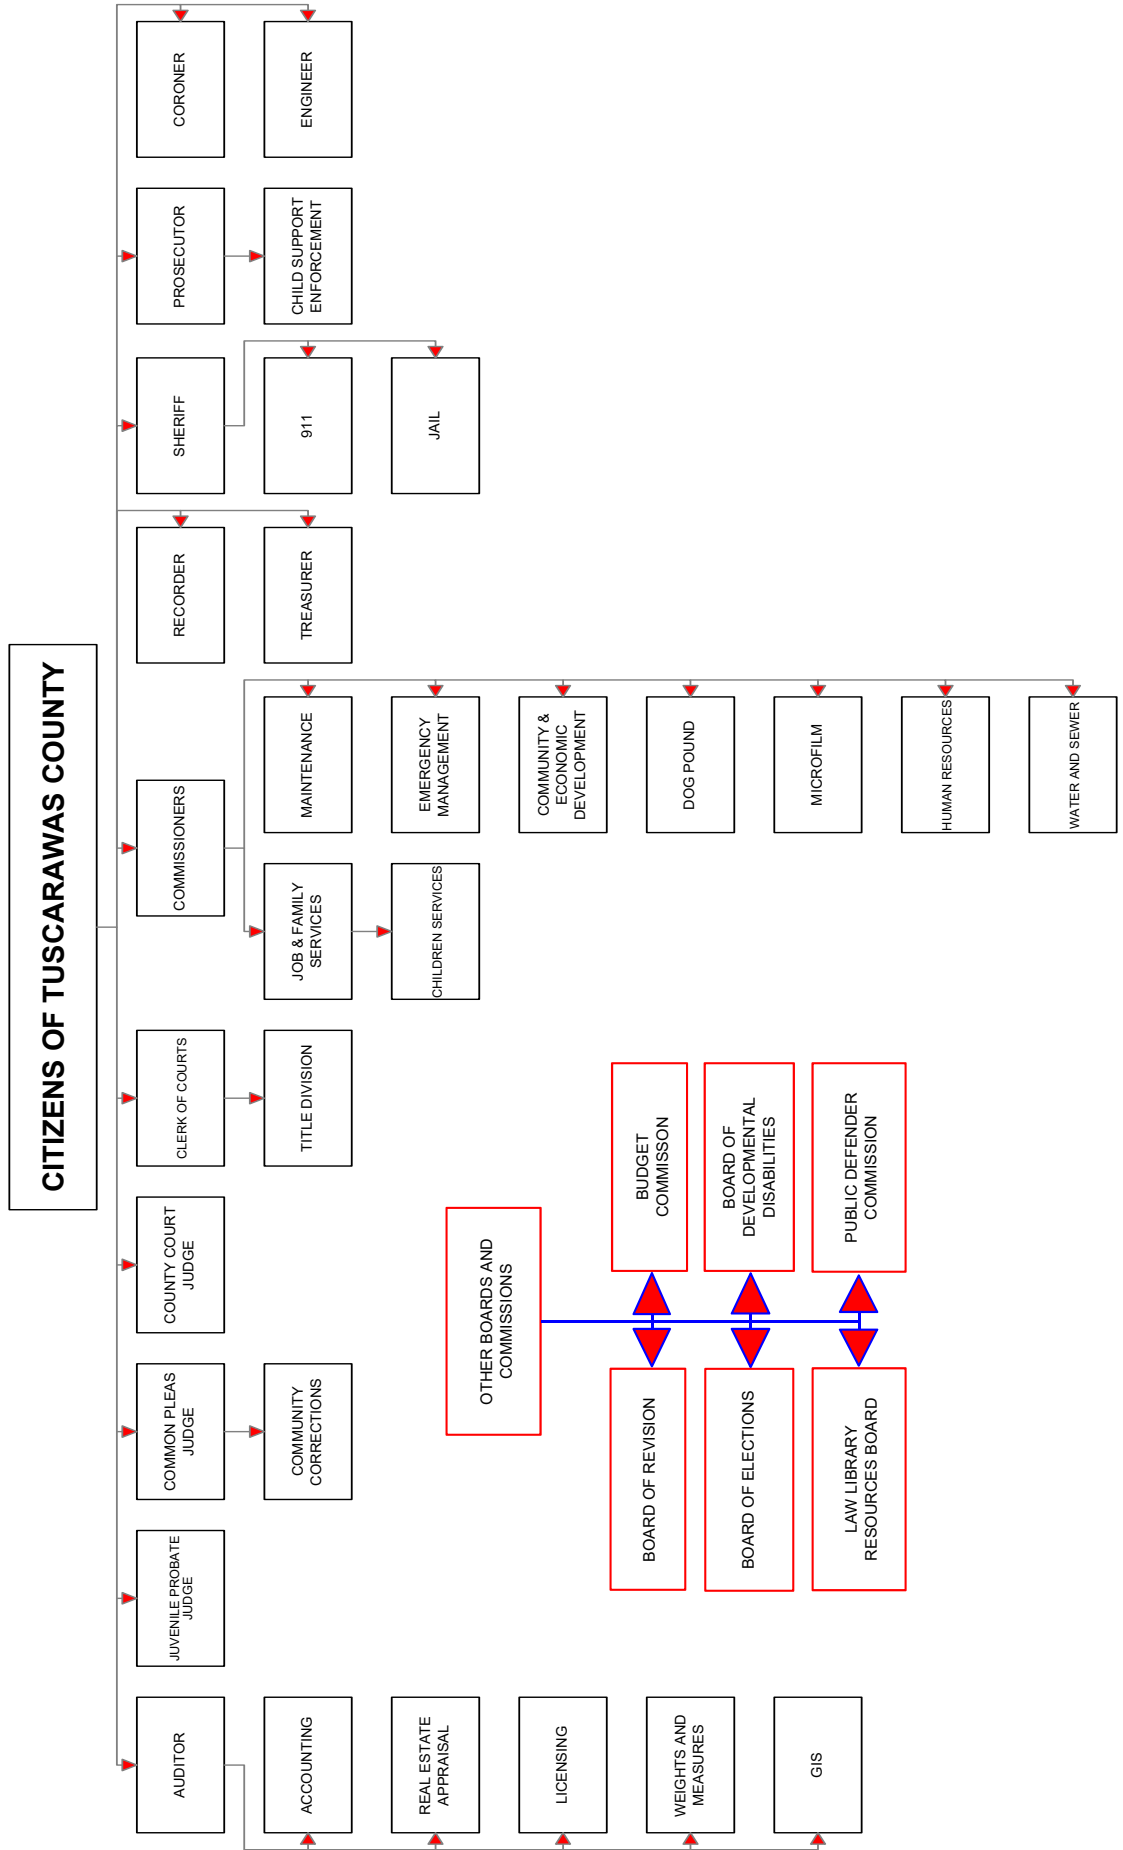 CITIZENS OF TUSCARAWAS COUNTY
AUDITOR
JUVENILE PROBATE
JUDGE
COMMON PLEAS
JUDGE
COUNTY COURT
JUDGE
CLERK OF COURTS
COMMISSIONERS
RECORDER
SHERIFF
PROSECUTOR
CORONER
ACCOUNTING
COMMUNITY
CORRECTIONS
TITLE DIVISION
JOB & FAMILY
SERVICES
MAINTENANCE
TREASURER
911
CHILD SUPPORT
ENFORCEMENT
ENGINEER
REAL ESTATE
APPRAISAL
CHILDREN SERVICES
EMERGENCY
MANAGEMENT
JAIL
LICENSING
COMMUNITY &
ECONOMIC
DEVELOPMENT
WEIGHTS AND
MEASURES
DOG POUND
GIS
MICROFILM
HUMAN RESOURCES
WATER AND SEWER
OTHER BOARDS AND
COMMISSIONS
BOARD OF REVISION
BUDGET
COMMISSON
BOARD OF ELECTIONS
BOARD OF
DEVELOPMENTAL
DISABILITIES
LAW LIBRARY
RESOURCES BOARD
PUBLIC DEFENDER
COMMISSION